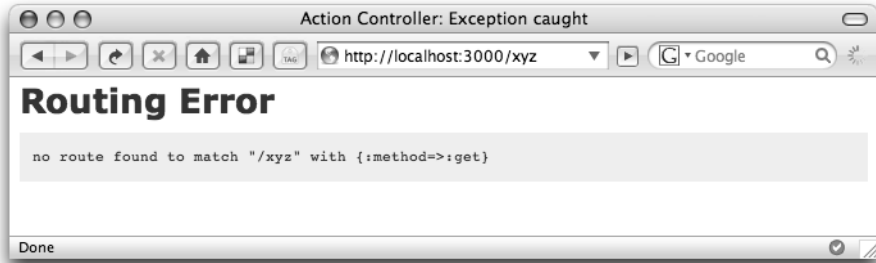 Action Controller: Exception caught
TAG http://localhost:3000/xyz G Google
Routing Error
no route found to match "/xyz" with {:method=>:get}
Done